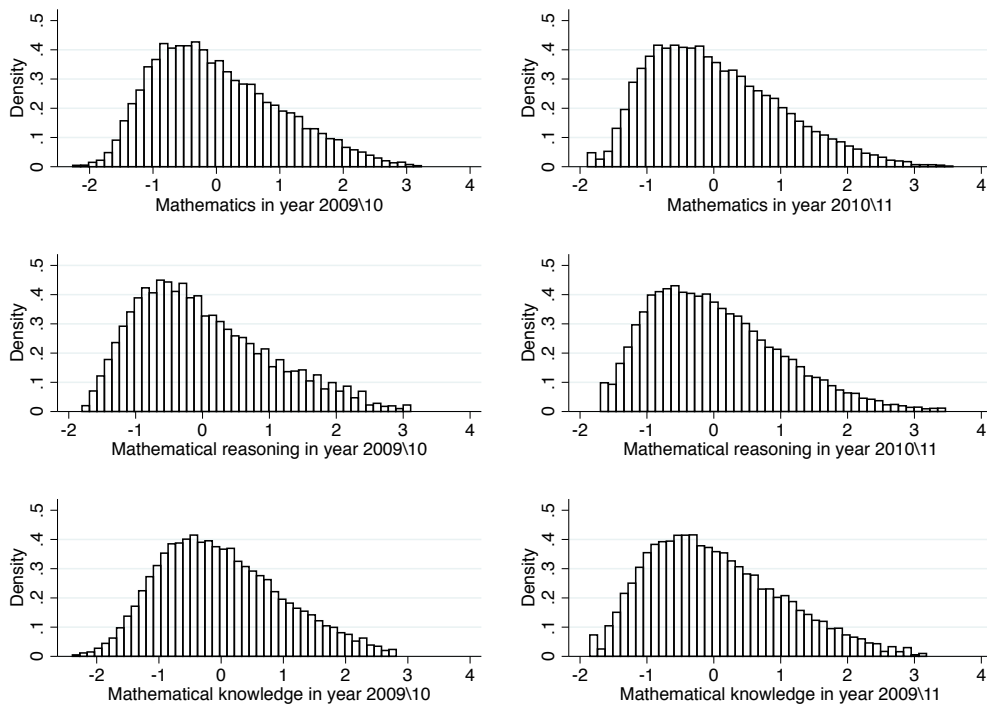 .5 .5
.4 .4
Density .3 Density .3
.2 .2
.1 .1
0 0
-2 -1 0 1 2 3 4 -2 -1 0 1 2 3 4
Mathematics in year 2009\10 Mathematics in year 2010\11
.5 .5
.4 .4
Density .3 Density .3
.2 .2
.1 .1
0 0
-2 -1 0 1 2 3 4 -2 -1 0 1 2 3 4
Mathematical reasoning in year 2009\10 Mathematical reasoning in year 2010\11
.5 .5
.4 .4
Density .3 Density .3
.2 .2
.1 .1
0 0
-2 -1 0 1 2 3 4 -2 -1 0 1 2 3 4
Mathematical knowledge in year 2009\10 Mathematical knowledge in year 2009\11